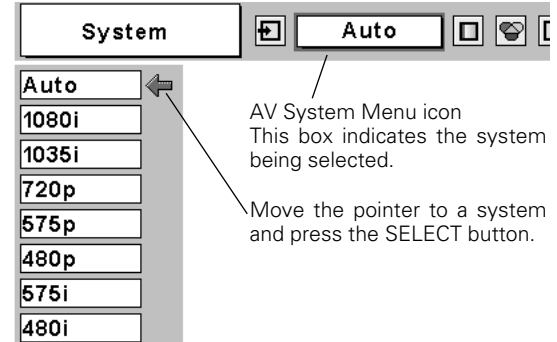 System
Auto
Auto
1080i
1035i
720p
575p
480p
575i
480i
AV System Menu icon
This box indicates the system
being selected.
Move the pointer to a system
and press the SELECT button.